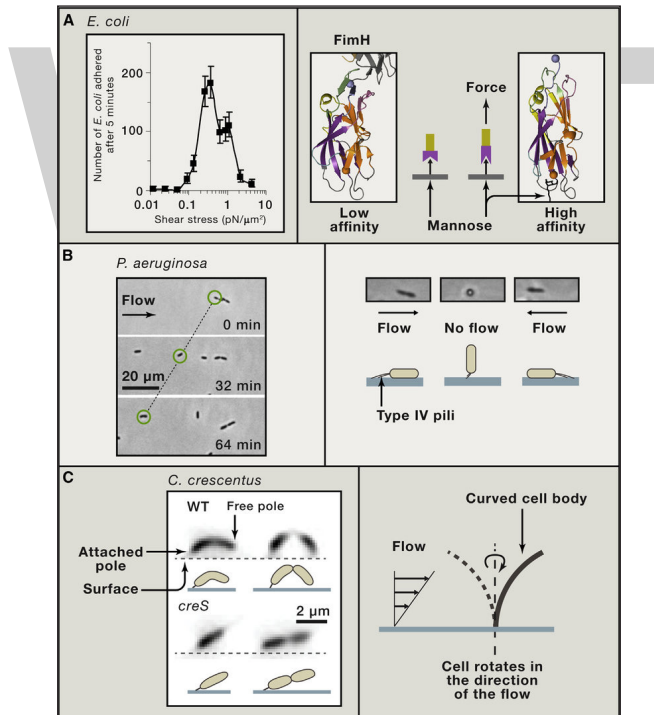 A
E. coli
Number of E. coli adhered
after 5 minutes
200
100
0
0.01
0.1
1
10
Shear stress (pN/µm²)
FimH
Force
Low
affinity
Mannose
High
affinity
B
P. aeruginosa
Flow
0 min
20 µm
32 min
64 min
Flow
No flow
Flow
Type IV pili
C
C. crescentus
WT
Free pole
Attached
pole
Surface
creS
2 µm
Curved cell body
Flow
Cell rotates in
the direction
of the flow